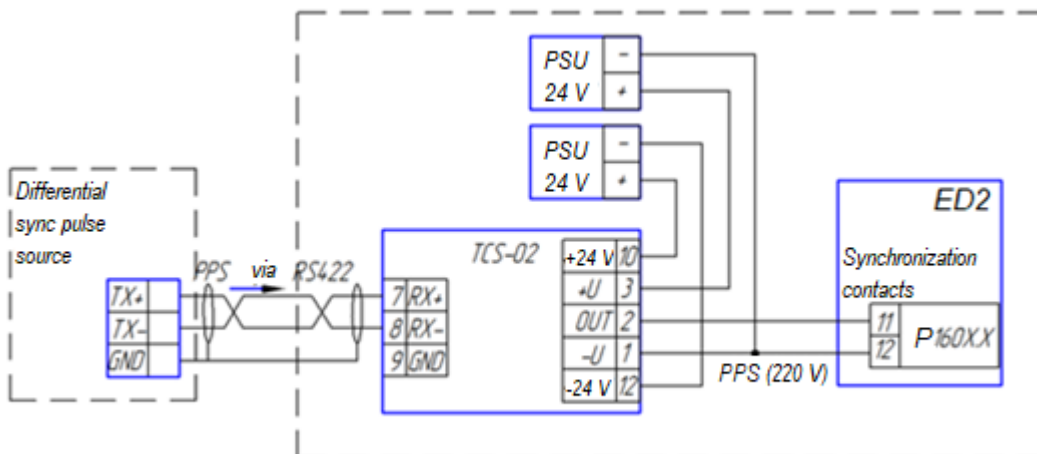 PSU
24 V
-
+
PSU
24 V
-
+
Differential
sync pulse
source
TX+
TX-
GND
PPS via RS422
TCS-02
7 RX+
8 RX-
9 GND
+24 V 10
+U 3
OUT 2
-U 1
-24 V 12
PPS (220 V)
ED2
Synchronization
contacts
11
12
P160X.X